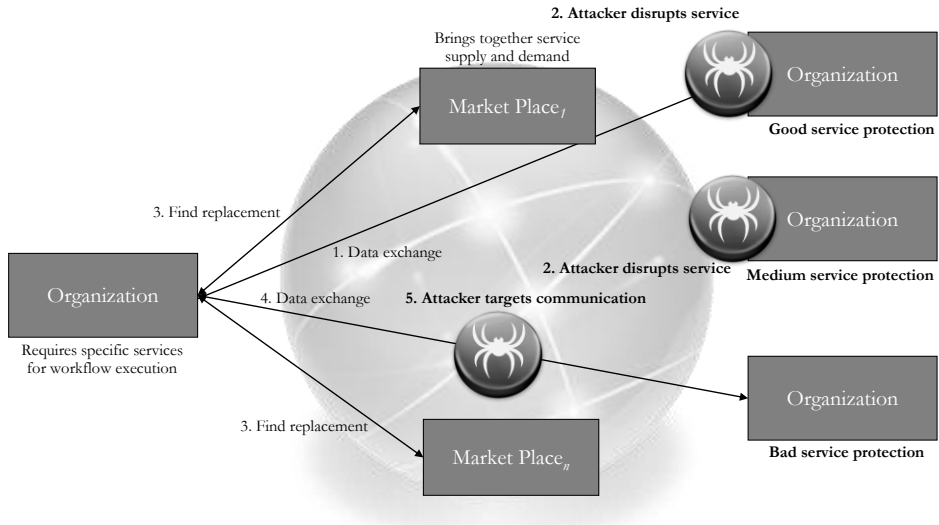 2. Attacker disrupts service
Brings together service
supply and demand
Organization
Market Place1
Good service protection
3. Find replacement
Organization
1. Data exchange
2. Attacker disrupts service
Medium service protection
Organization
4. Data exchange
5. Attacker targets communication
Requires specific services
for workflow execution
Organization
3. Find replacement
Market Placen
Bad service protection